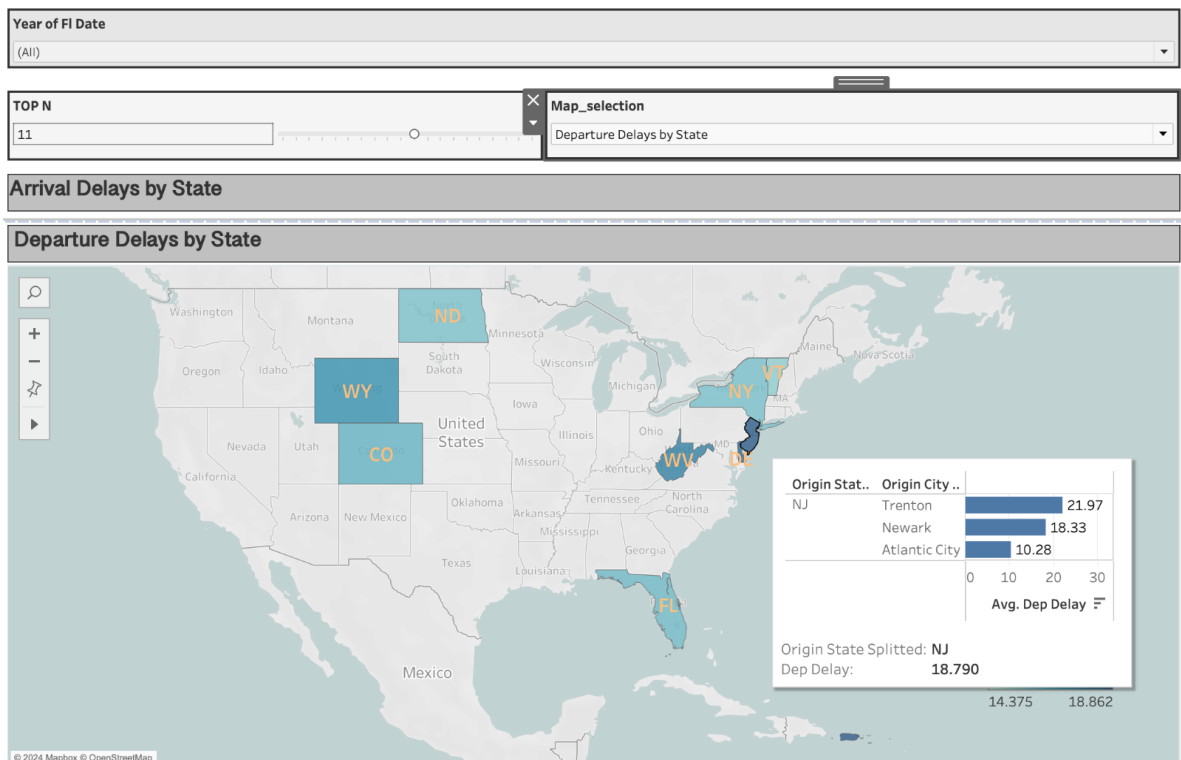 Year of Fl Date
(All)
TOP N
11
Map_selection
Departure Delays by State
Arrival Delays by State
Departure Delays by State
Washington
Montana
ND
Minnesota
Maine
Nova Scotia
Oregon
Idaho
WY
South
Dakota
Wisconsin
Michigan
NY
VT
MA
Iowa
Nevada
Utah
CO
United
States
Illinois
Ohio
MD
DE
WV
California
Missouri
Kentucky
Arizona
New Mexico
Oklahoma
Arkansas
Tennessee
North
Carolina
Mississippi
Georgia
Texas
Louisiana
FL
Mexico
Origin Stat.. Origin City ..
NJ Trenton 21.97
Newark 18.33
Atlantic City 10.28
0 10 20 30
Avg. Dep Delay
Origin State Splitted: NJ
Dep Delay: 18.790
14.375 18.862
© 2024 Mapbox © OpenStreetMap